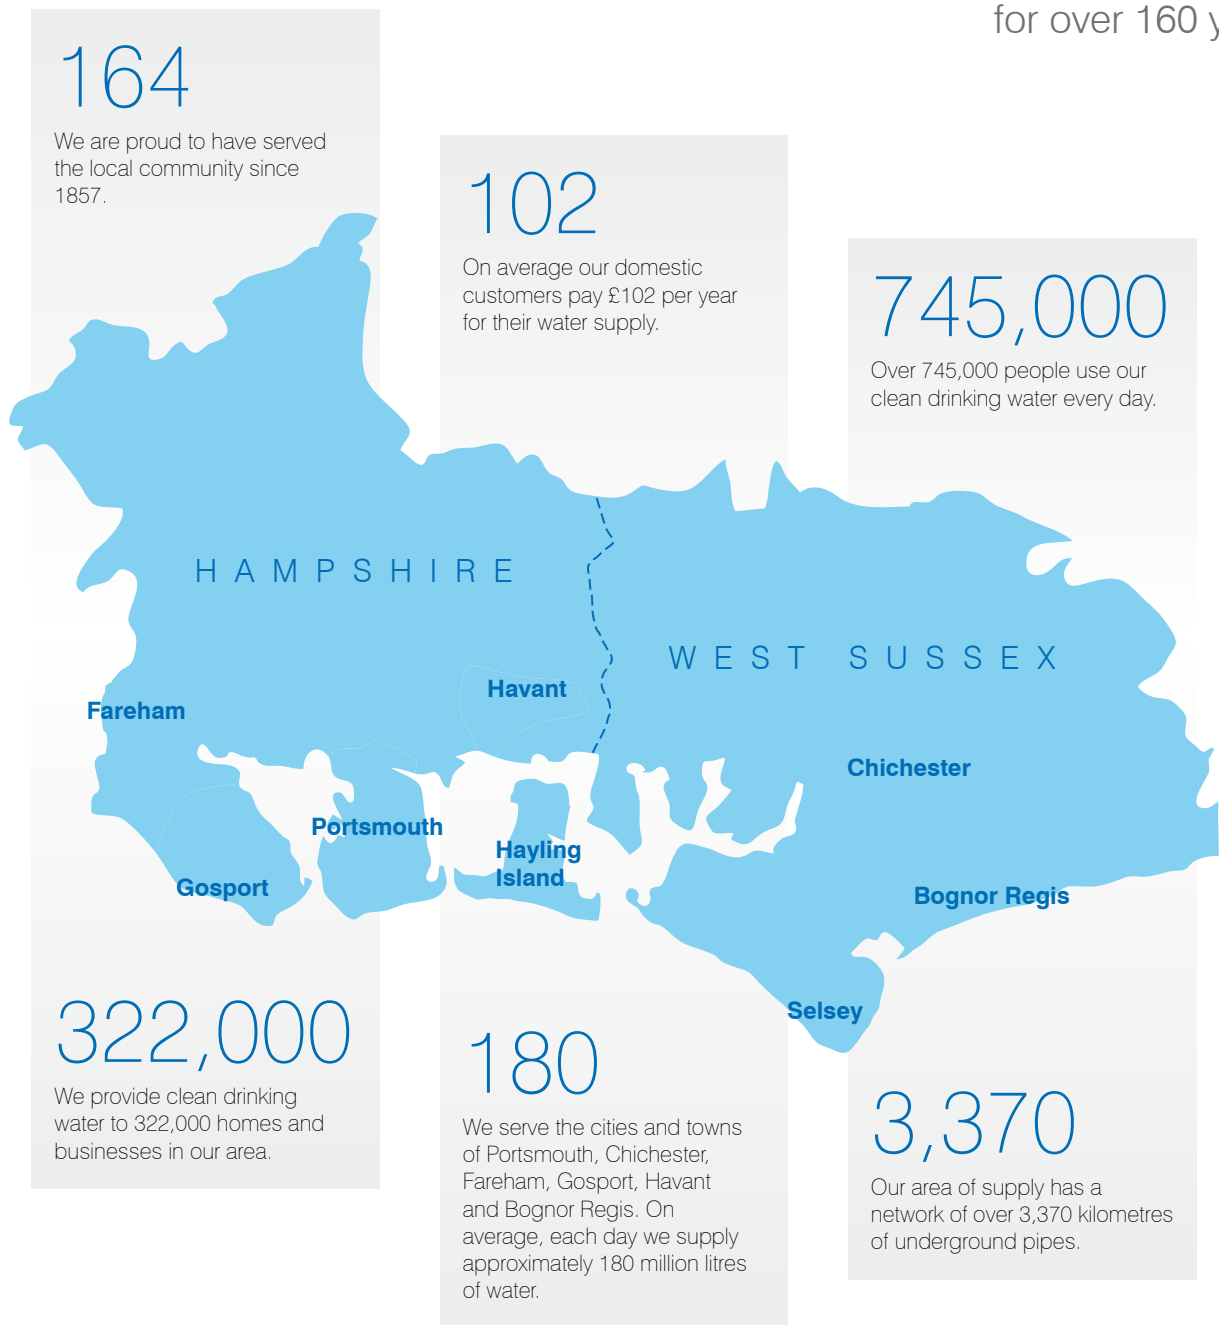 for over 160 y
164
We are proud to have served
the local community since
1857.
102
On average our domestic
customers pay £102 per year
for their water supply.
745,000
Over 745,000 people use our
clean drinking water every day.
HAMPSHIRE
WEST SUSSEX
Havant
Fareham
Chichester
Portsmouth
Hayling
Island
Gosport
Bognor Regis
Selsey
322,000
We provide clean drinking
water to 322,000 homes and
businesses in our area.
180
We serve the cities and towns
of Portsmouth, Chichester,
Fareham, Gosport, Havant
and Bognor Regis. On
average, each day we supply
approximately 180 million litres
of water.
3,370
Our area of supply has a
network of over 3,370 kilometres
of underground pipes.